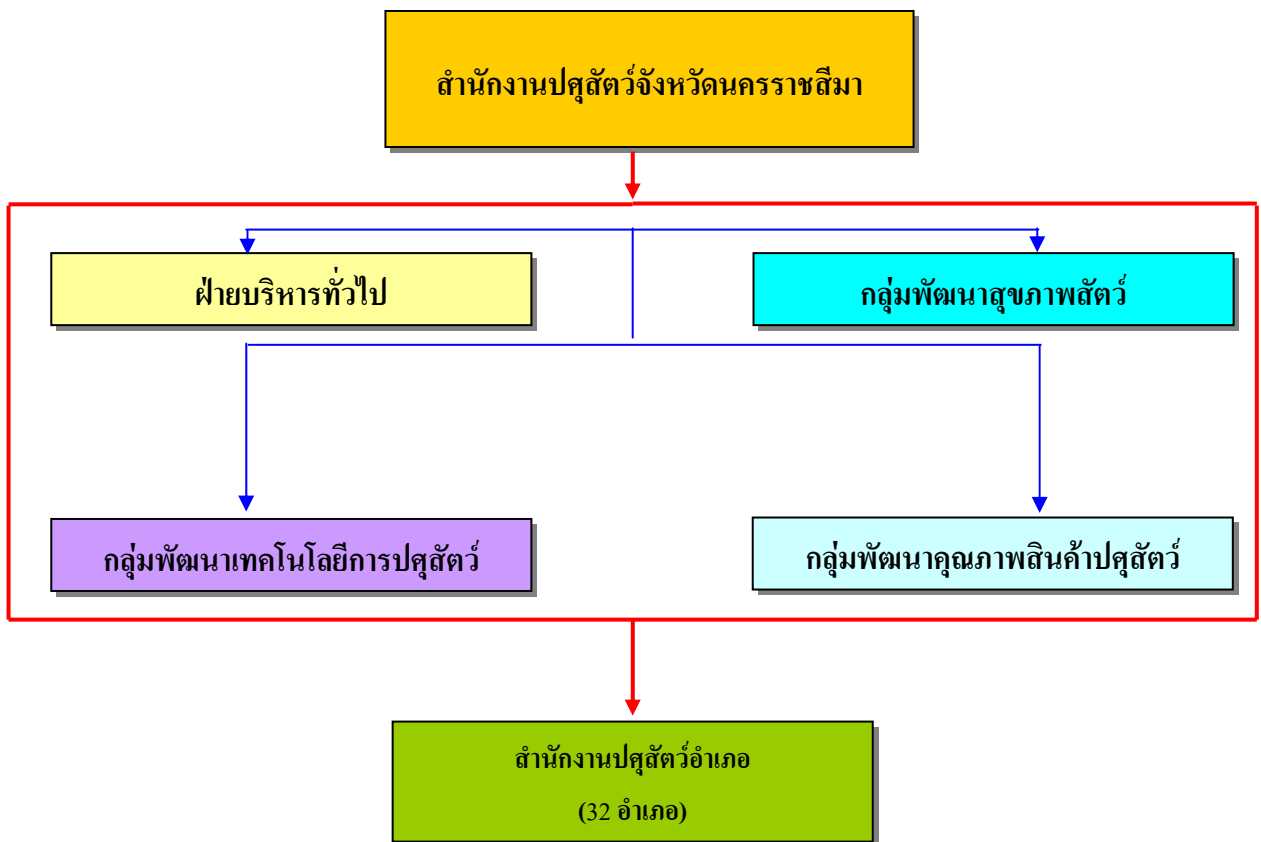 สำนักงานปศุสัตว์จังหวัดนครราชสีมา
ฝ่ายบริหารทั่วไป
กลุ่มพัฒนาสุขภาพสัตว์
กลุ่มพัฒนาเทคโนโลยีการปศุสัตว์
กลุ่มพัฒนาคุณภาพสินค้าปศุสัตว์
สำนักงานปศุสัตว์อำเภอ
(32 อำเภอ)